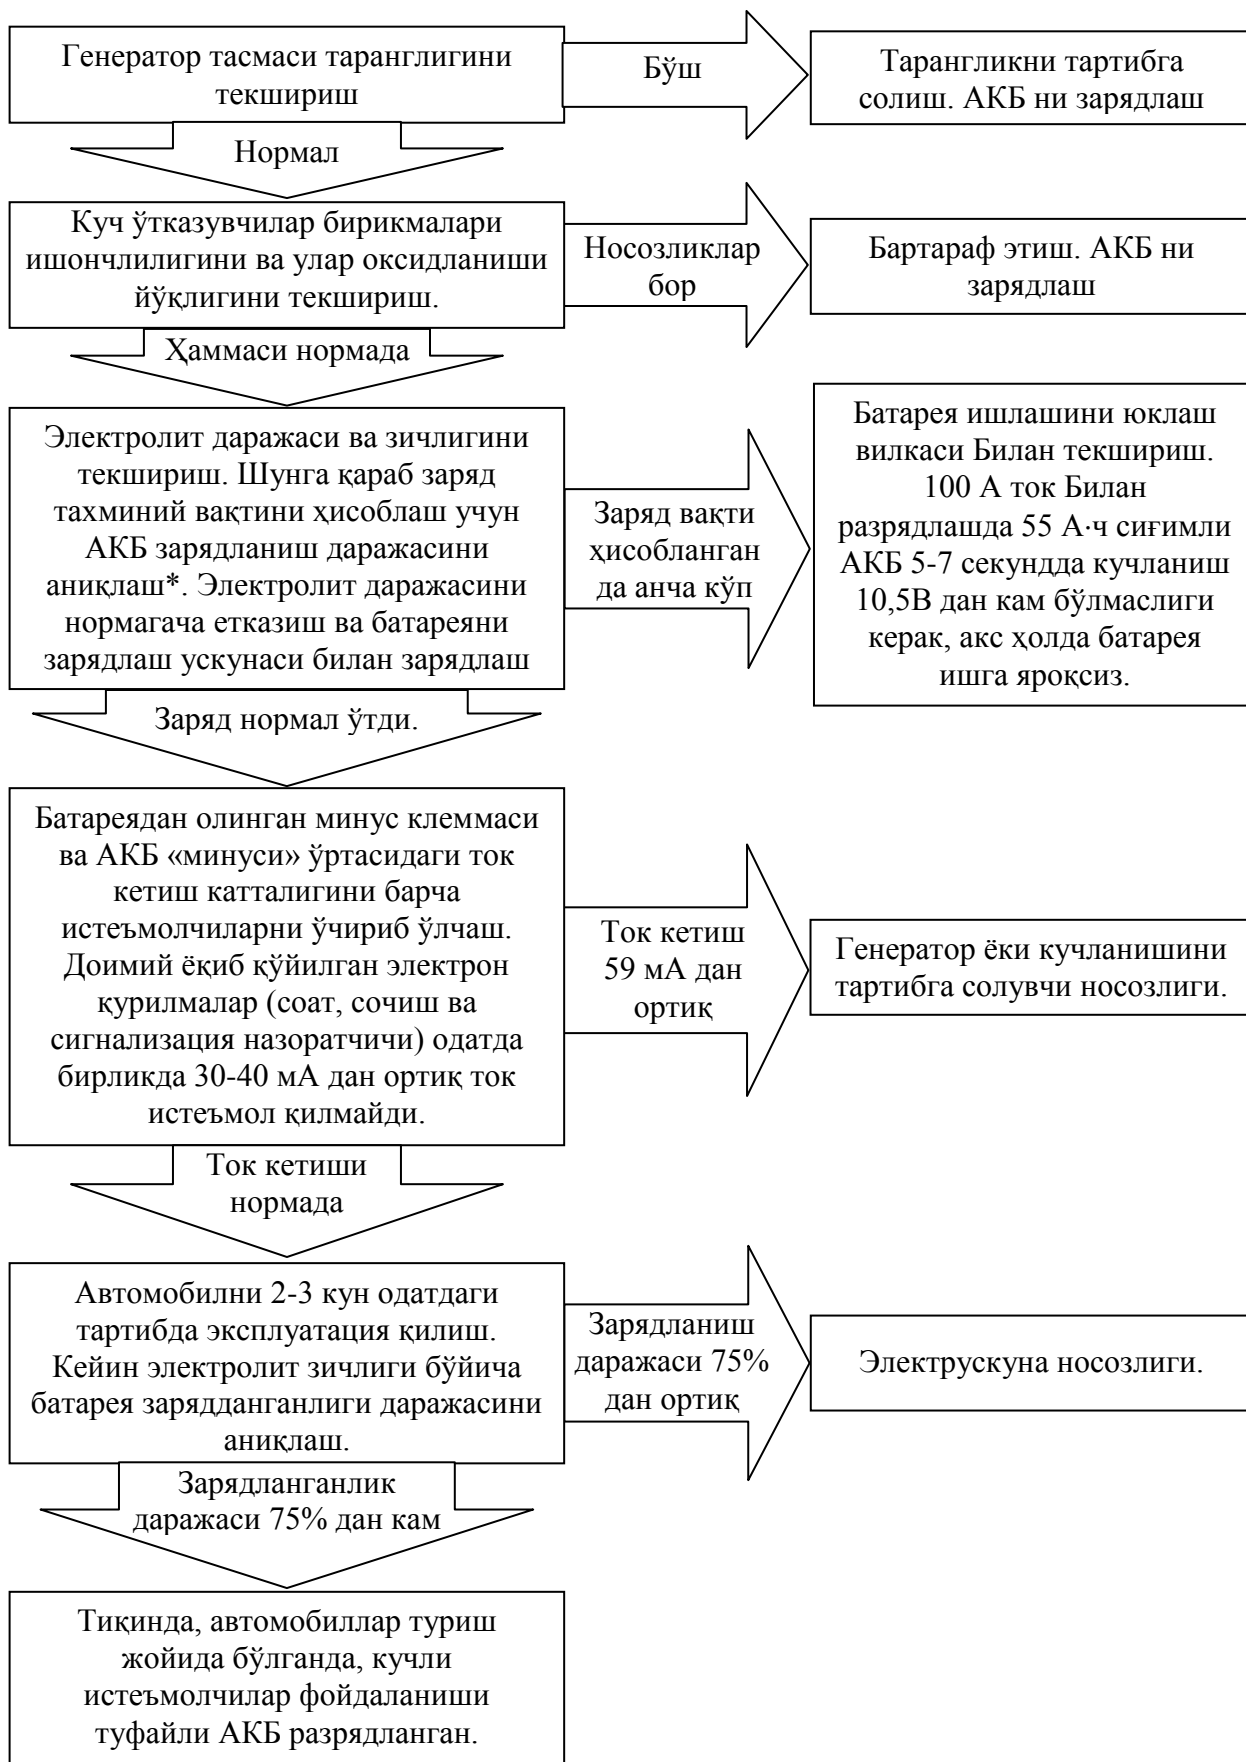 Генератор тасмаси таранглигини
текшириш
Бўш
Тарангликни тартибга
солиш. АКБ ни зарядлаш
Нормал
Куч ўтказувчилар бирикмалари
ишончлилигини ва улар оксидланиши
йўқлигини текшириш.
Носозликлар
бор
Бартараф этиш. АКБ ни
зарядлаш
Ҳаммаси нормада
Электролит даражаси ва зичлигини
текшириш. Шунга қараб заряд
тахминий вақтини ҳисоблаш учун
АКБ зарядланиш даражасини
аниқлаш*. Электролит даражасини
нормагача етказиш ва батареяни
зарядлаш ускунаси билан зарядлаш
Заряд вақти
ҳисобланган
да анча кўп
Батарея ишлашини юклаш
вилкаси Билан текшириш.
100 А ток Билан
разрядлашда 55 А·ч сиғимли
АКБ 5-7 секундда кучланиш
10,5В дан кам бўлмаслиги
керак, акс ҳолда батарея
ишга яроқсиз.
Заряд нормал ўтди.
Батареядан олинган минус клеммаси
ва АКБ «минуси» ўртасидаги ток
кетиш катталигини барча
истеъмолчиларни ўчириб ўлчаш.
Доимий ёқиб қўйилган электрон
қурилмалар (соат, сочиш ва
сигнализация назоратчичи) одатда
бирликда 30-40 мА дан ортиқ ток
истеъмол қилмайди.
Ток кетиш
59 мА дан
ортиқ
Генератор ёки кучланишини
тартибга солувчи носозлиги.
Ток кетиши
нормада
Автомобилни 2-3 кун одатдаги
тартибда эксплуатация қилиш.
Кейин электролит зичлиги бўйича
батарея зарядданганлиги даражасини
аниқлаш.
Зарядланиш
даражаси 75%
дан ортиқ
Электрускуна носозлиги.
Зарядланганлик
даражаси 75% дан кам
Тиқинда, автомобиллар туриш
жойида бўлганда, кучли
истеъмолчилар фойдаланиши
туфайли АКБ разрядланган.